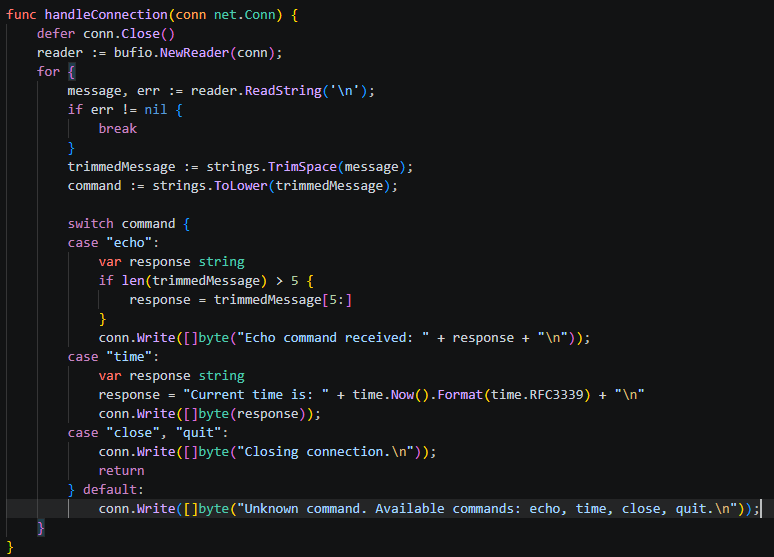 func handleConnection(conn net.Conn) {
    defer conn.Close()
    reader := bufio.NewReader(conn);
    for {
        message, err := reader.ReadString('\n');
        if err != nil {
            break
        }
        trimmedMessage := strings.TrimSpace(message);
        command := strings.ToLower(trimmedMessage);

        switch command {
        case "echo":
            var response string
            if len(trimmedMessage) > 5 {
                response = trimmedMessage[5:]
            }
            conn.Write([]byte("Echo command received: " + response + "\n"));
        case "time":
            var response string
            response = "Current time is: " + time.Now().Format(time.RFC3339) + "\n"
            conn.Write([]byte(response));
        case "close", "quit":
            conn.Write([]byte("Closing connection.\n"));
            return
        } default:
            conn.Write([]byte("Unknown command. Available commands: echo, time, close, quit.\n"));
    }
}